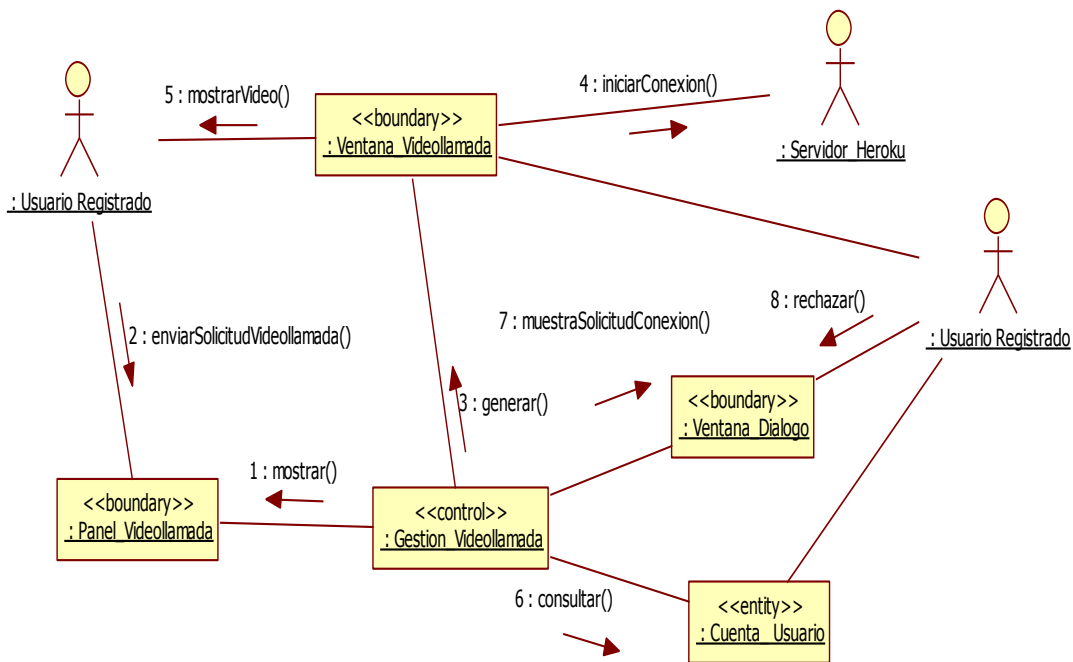 5 : mostrarVideo()
4 : iniciarConexion()
<<boundary>>
: Ventana_Videollamada
: Servidor_Heroku
: Usuario Registrado
2 : enviarSolicitudVideollamada()
7 : muestraSolicitudConexion()
8 : rechazar()
: Usuario Registrado
3 : generar()
<<boundary>>
: Ventana_Dialogo
1 : mostrar()
<<boundary>>
: Panel_Videollamada
<<control>>
: Gestion_Videollamada
6 : consultar()
<<entity>>
: Cuenta_Usuario